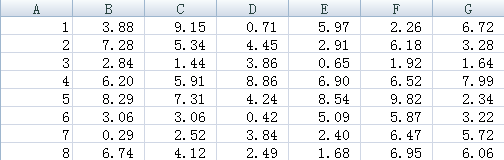 A B C D E F G
1 3.88 9.15 0.71 5.97 2.26 6.72
2 7.28 5.34 4.45 2.91 6.18 3.28
3 2.84 1.44 3.86 0.65 1.92 1.64
4 6.20 5.91 8.86 6.90 6.52 7.99
5 8.29 7.31 4.24 8.54 9.82 2.34
6 3.06 3.06 0.42 5.09 5.87 3.22
7 0.29 2.52 3.84 2.40 6.47 5.72
8 6.74 4.12 2.49 1.68 6.95 6.06